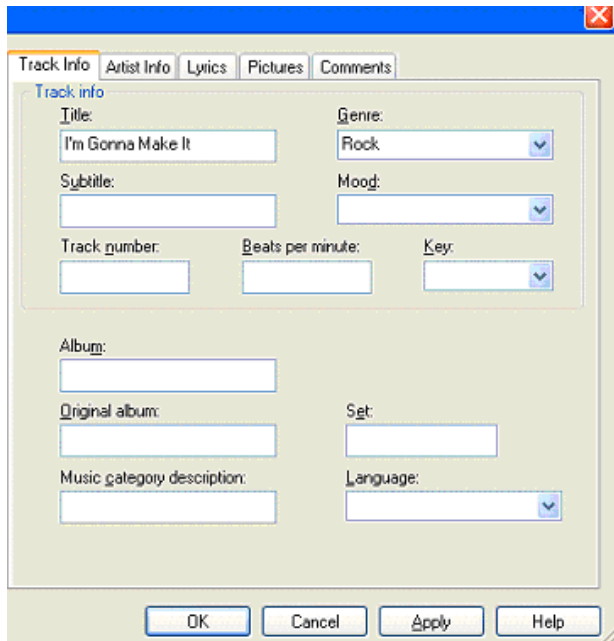 Track Info Artist Info Lyrics Pictures Comments
Track info
Title: Genre:
I'm Gonna Make It Rock
Subtitle: Mood:
Track number: Beats per minute: Key:
Album:
Original album: Set:
Music category description: Language:
OK Cancel Apply Help